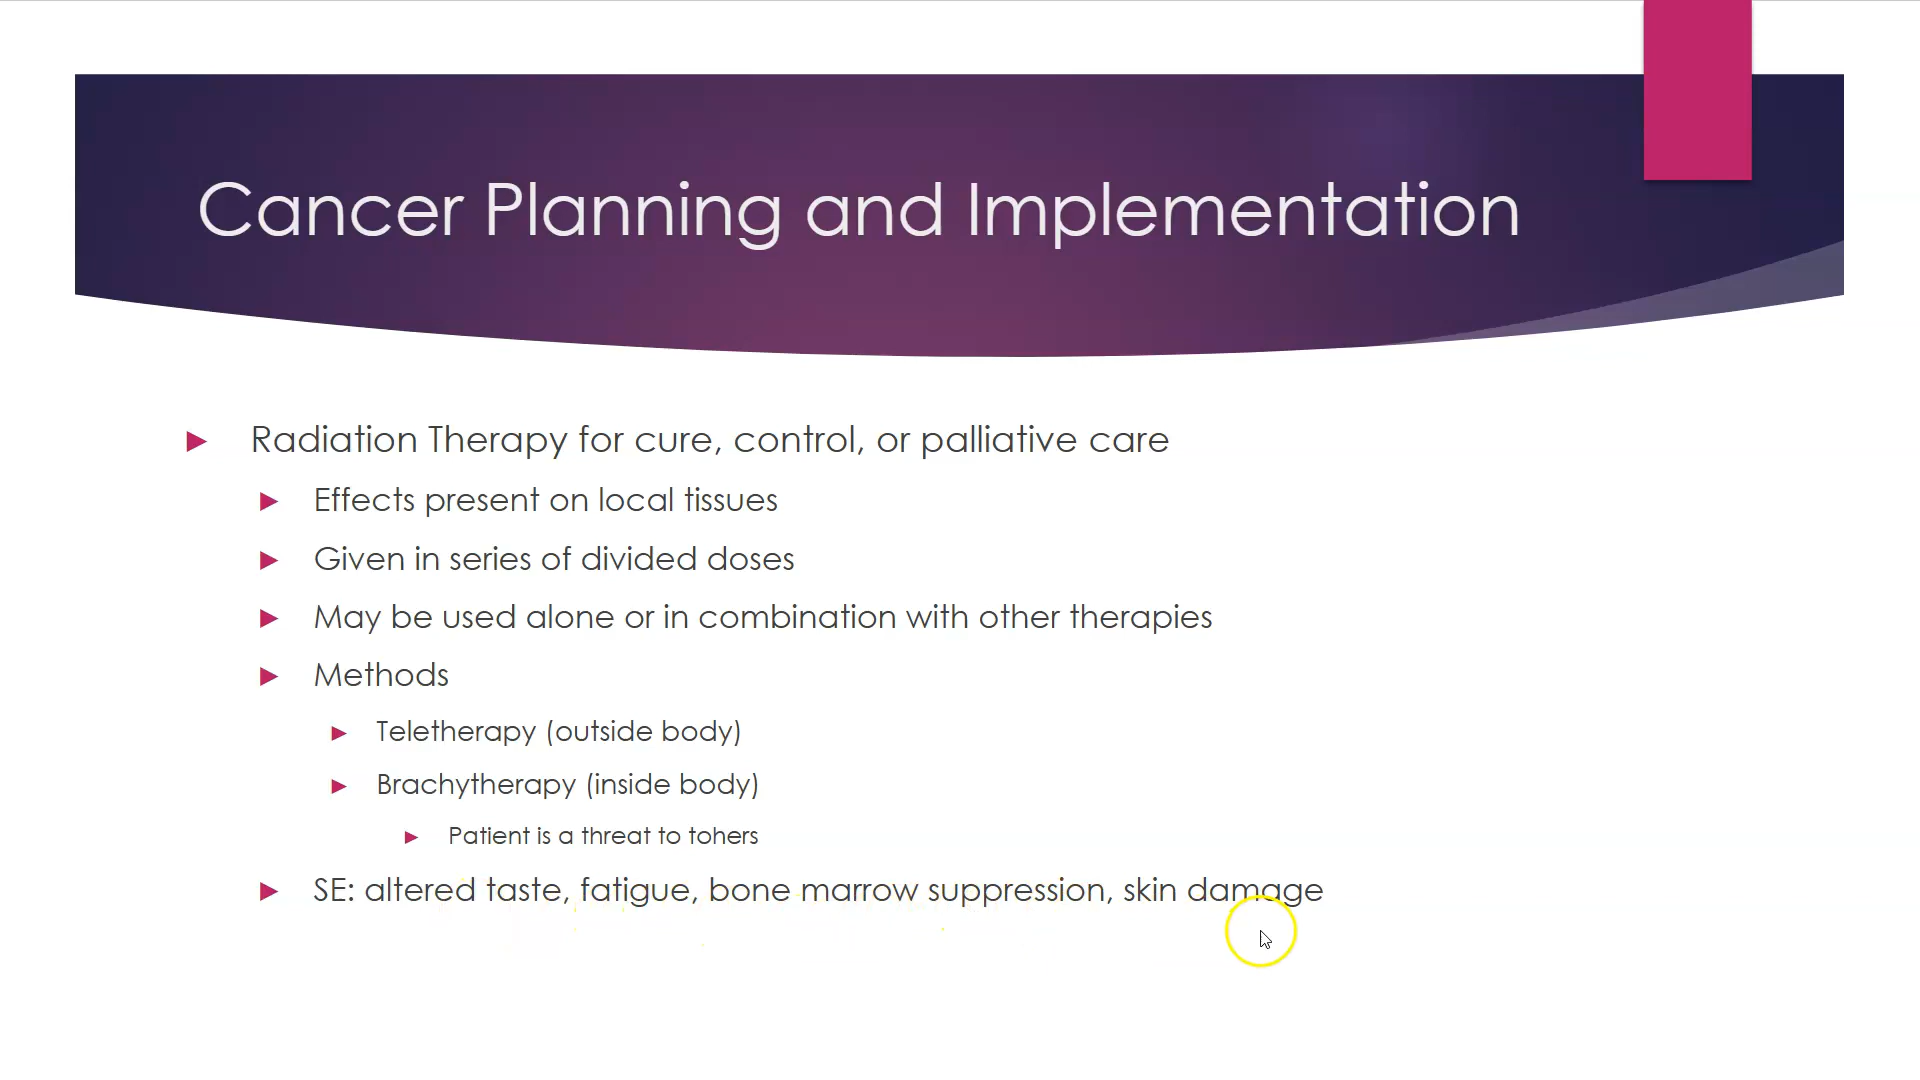 Cancer Planning and Implementation
Radiation Therapy for cure, control, or palliative care
Effects present on local tissues
Given in series of divided doses
May be used alone or in combination with other therapies
Methods
Teletherapy (outside body)
Brachytherapy (inside body)
Patient is a threat to tohers
SE: altered taste, fatigue, bone marrow suppression, skin damage